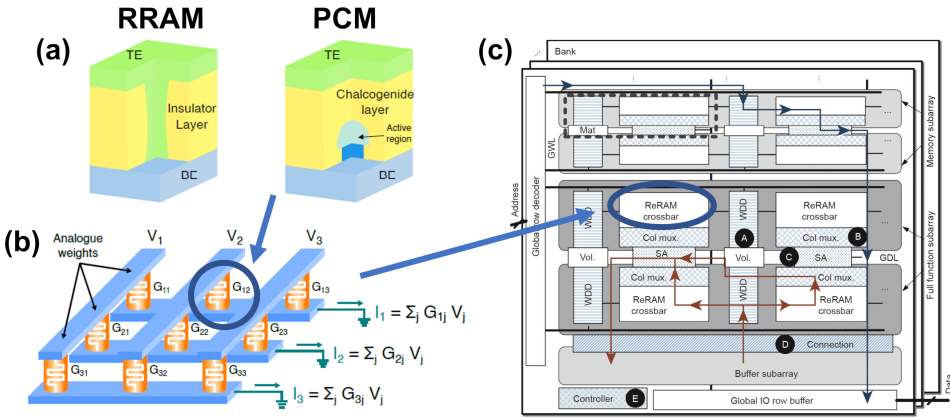 RRAM
PCM
(a)
TE
Insulator
Layer
BE
TE
Chalcogenide
layer
Active
region
BE
(b)
Analogue
weights
V1
V2
V3
G11
G12
G13
G21
G22
G23
G31
G32
G33
I1 = Σj G1j Vj
I2 = Σj G2j Vj
I3 = Σj G3j Vj
(c)
Bank
Mat
GWL
Address
Global row decoder
Memory subarray
Full function subarray
WDD
ReRAM
crossbar
WDD
ReRAM
crossbar
Col mux.
A
Col mux.
B
Vol.
SA
Vol.
C
SA
GDL
Col mux.
Col mux.
WDD
ReRAM
crossbar
WDD
ReRAM
crossbar
D
Connection
Buffer subarray
Controller
E
Global IO row buffer
Data